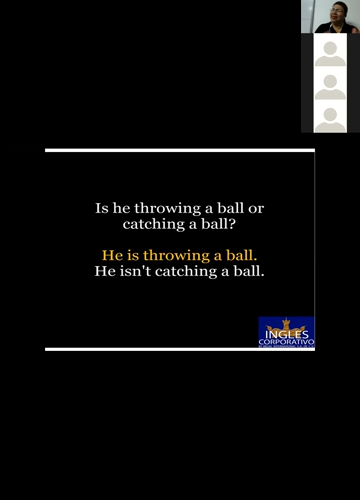 Is he throwing a ball or
catching a ball?
He is throwing a ball.
He isn't catching a ball.
INGLES
CORPORATIVO